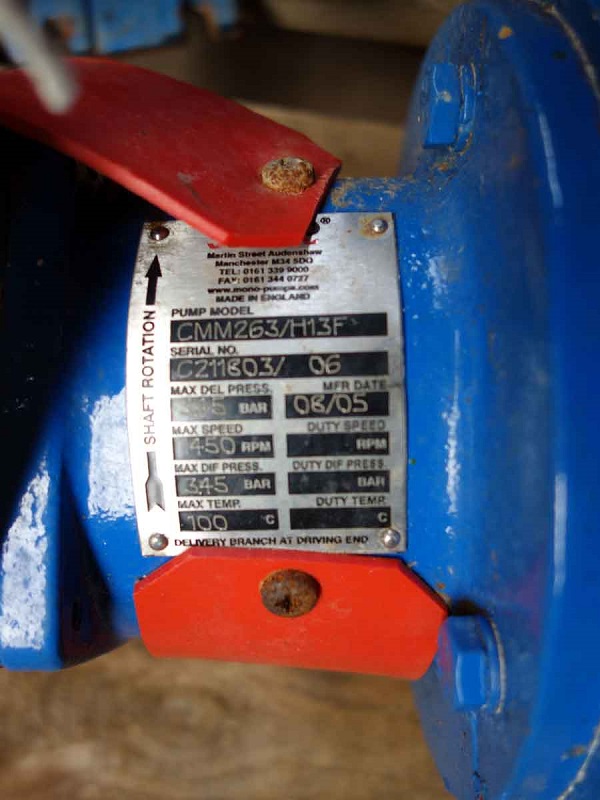 ®
Martin Street Audenshaw
Manchester M34 5DQ
TEL: 0161 339 9000
FAX: 0161 344 0727
www.mono-pumps.com
MADE IN ENGLAND
PUMP MODEL
CMM263/H13F
SERIAL NO.
C211803/ 06
MAX DEL PRESS. MFR DATE
BAR 08/05
MAX SPEED DUTY SPEED
450 RPM RPM
MAX DIF PRESS. DUTY DIF PRESS.
3.45 BAR BAR
MAX TEMP. DUTY TEMP.
100 C C
DELIVERY BRANCH AT DRIVING END
SHAFT ROTATION